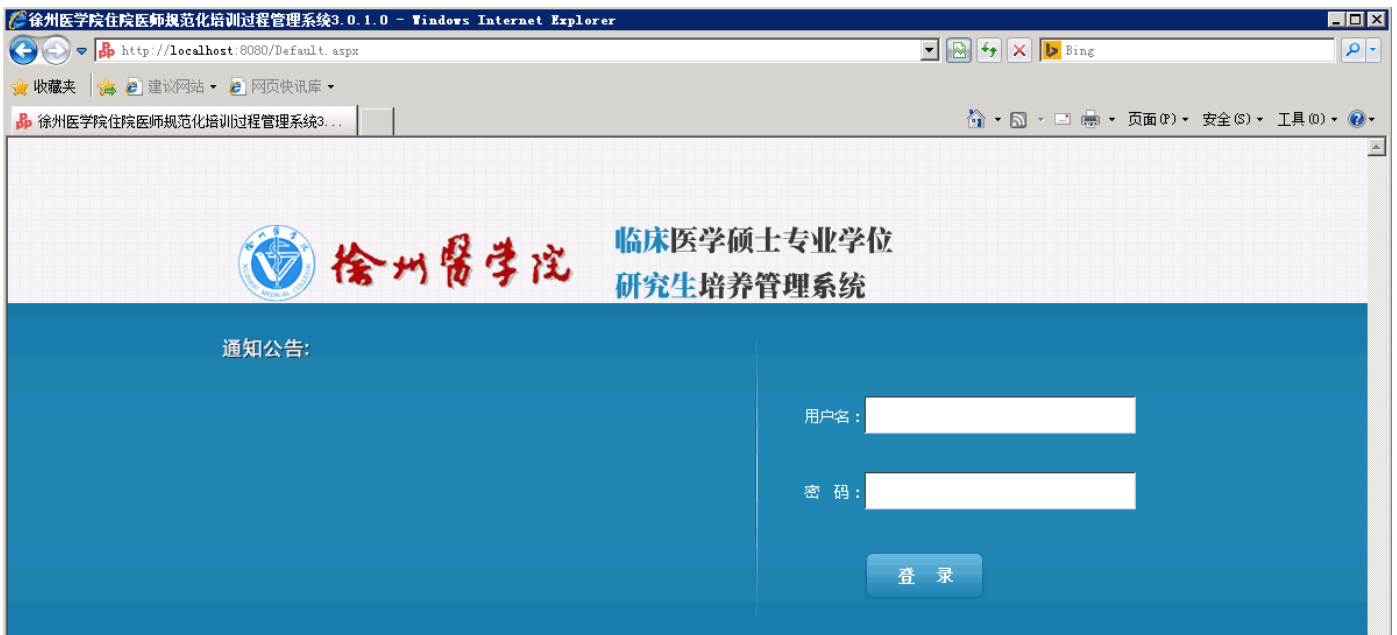 徐州医学院住院医师规范化培训过程管理系统3.0.1.0 - Windows Internet Explorer
http://localhost:8080/Default.aspx
Bing
收藏夹 建议网站 网页快讯库
徐州医学院住院医师规范化培训过程管理系统3...
页面(P) 安全(S) 工具(O)
徐州醫学院
XUZHOU MEDICAL COLLEGE
临床医学硕士专业学位
研究生培养管理系统
通知公告:
用户名：
密 码：
登 录